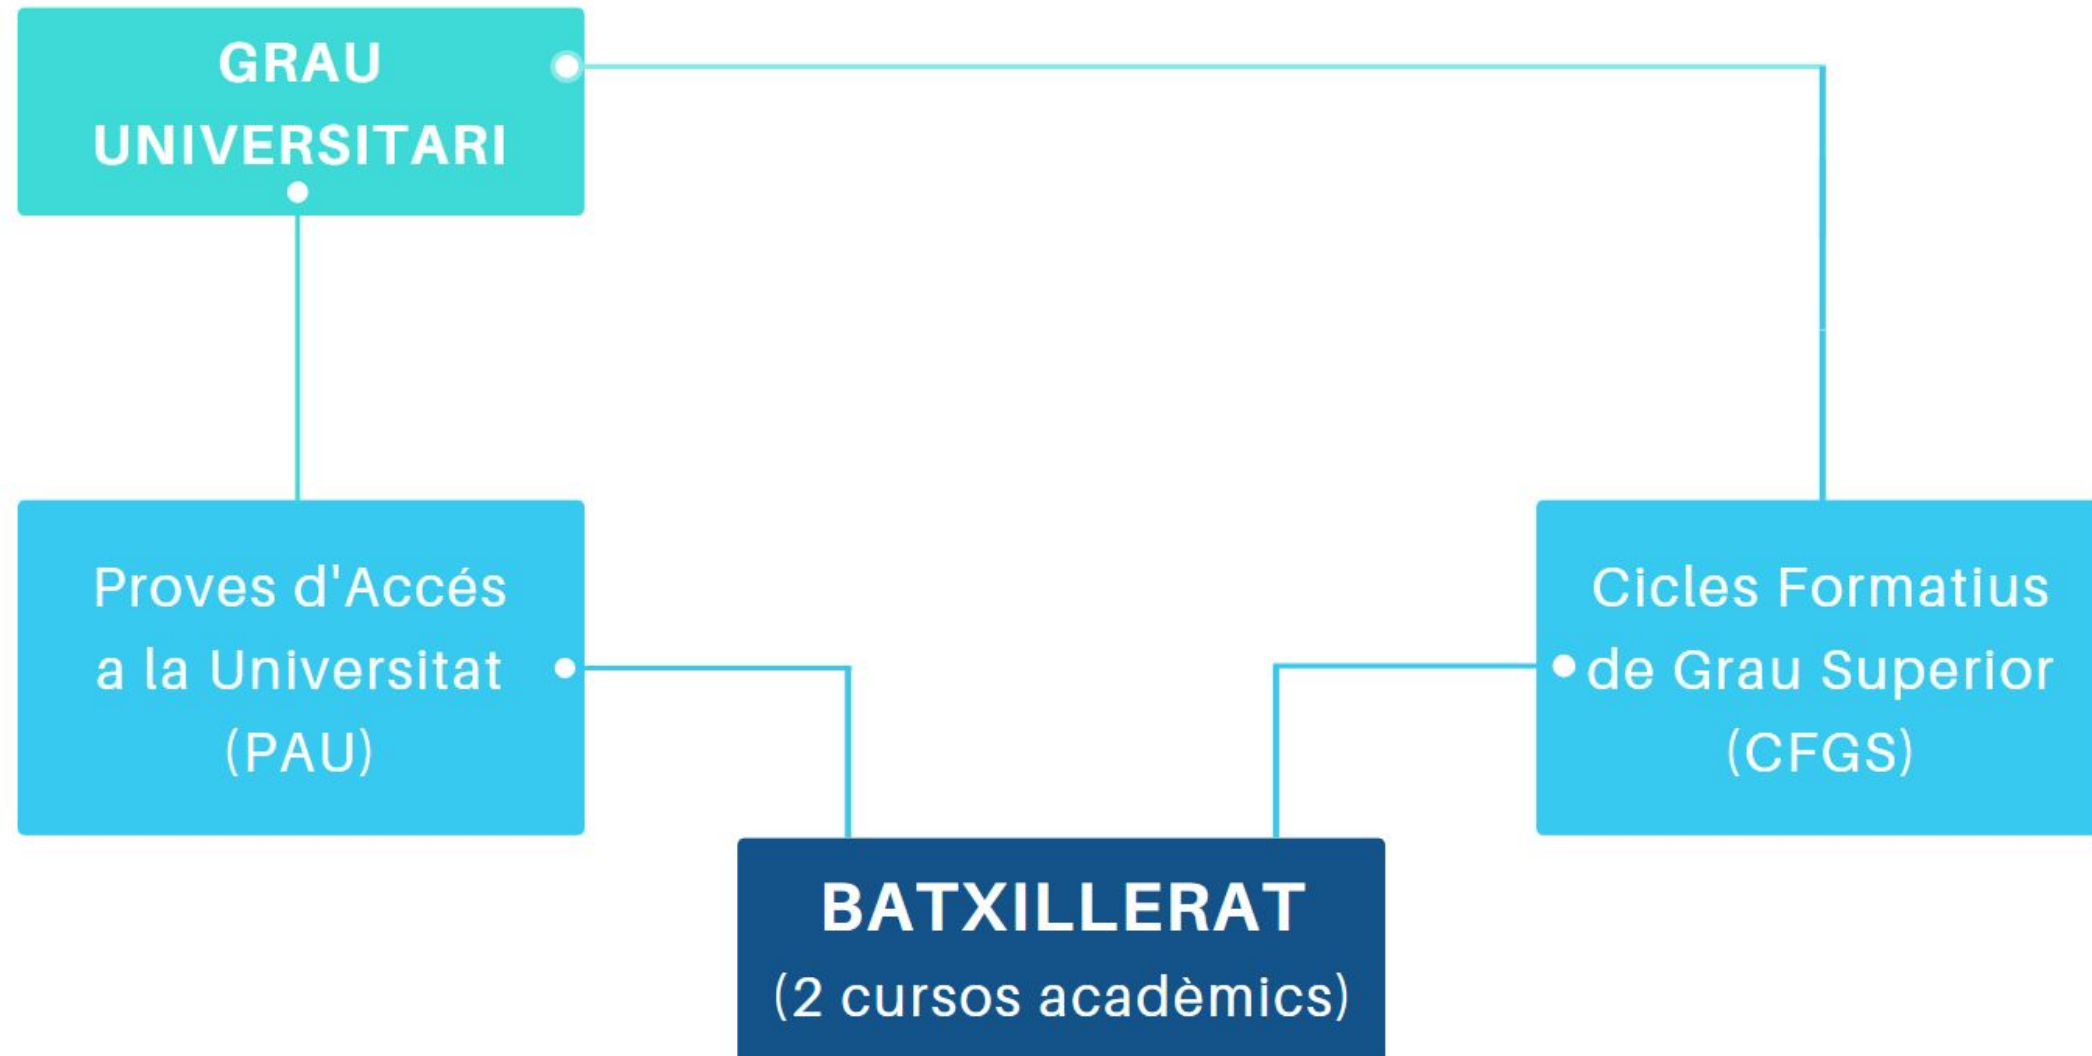 GRAU
UNIVERSITARI
Proves d'Accés
a la Universitat
(PAU)
Cicles Formatius
de Grau Superior
(CFGS)
BATXILLERAT
(2 cursos acadèmics)